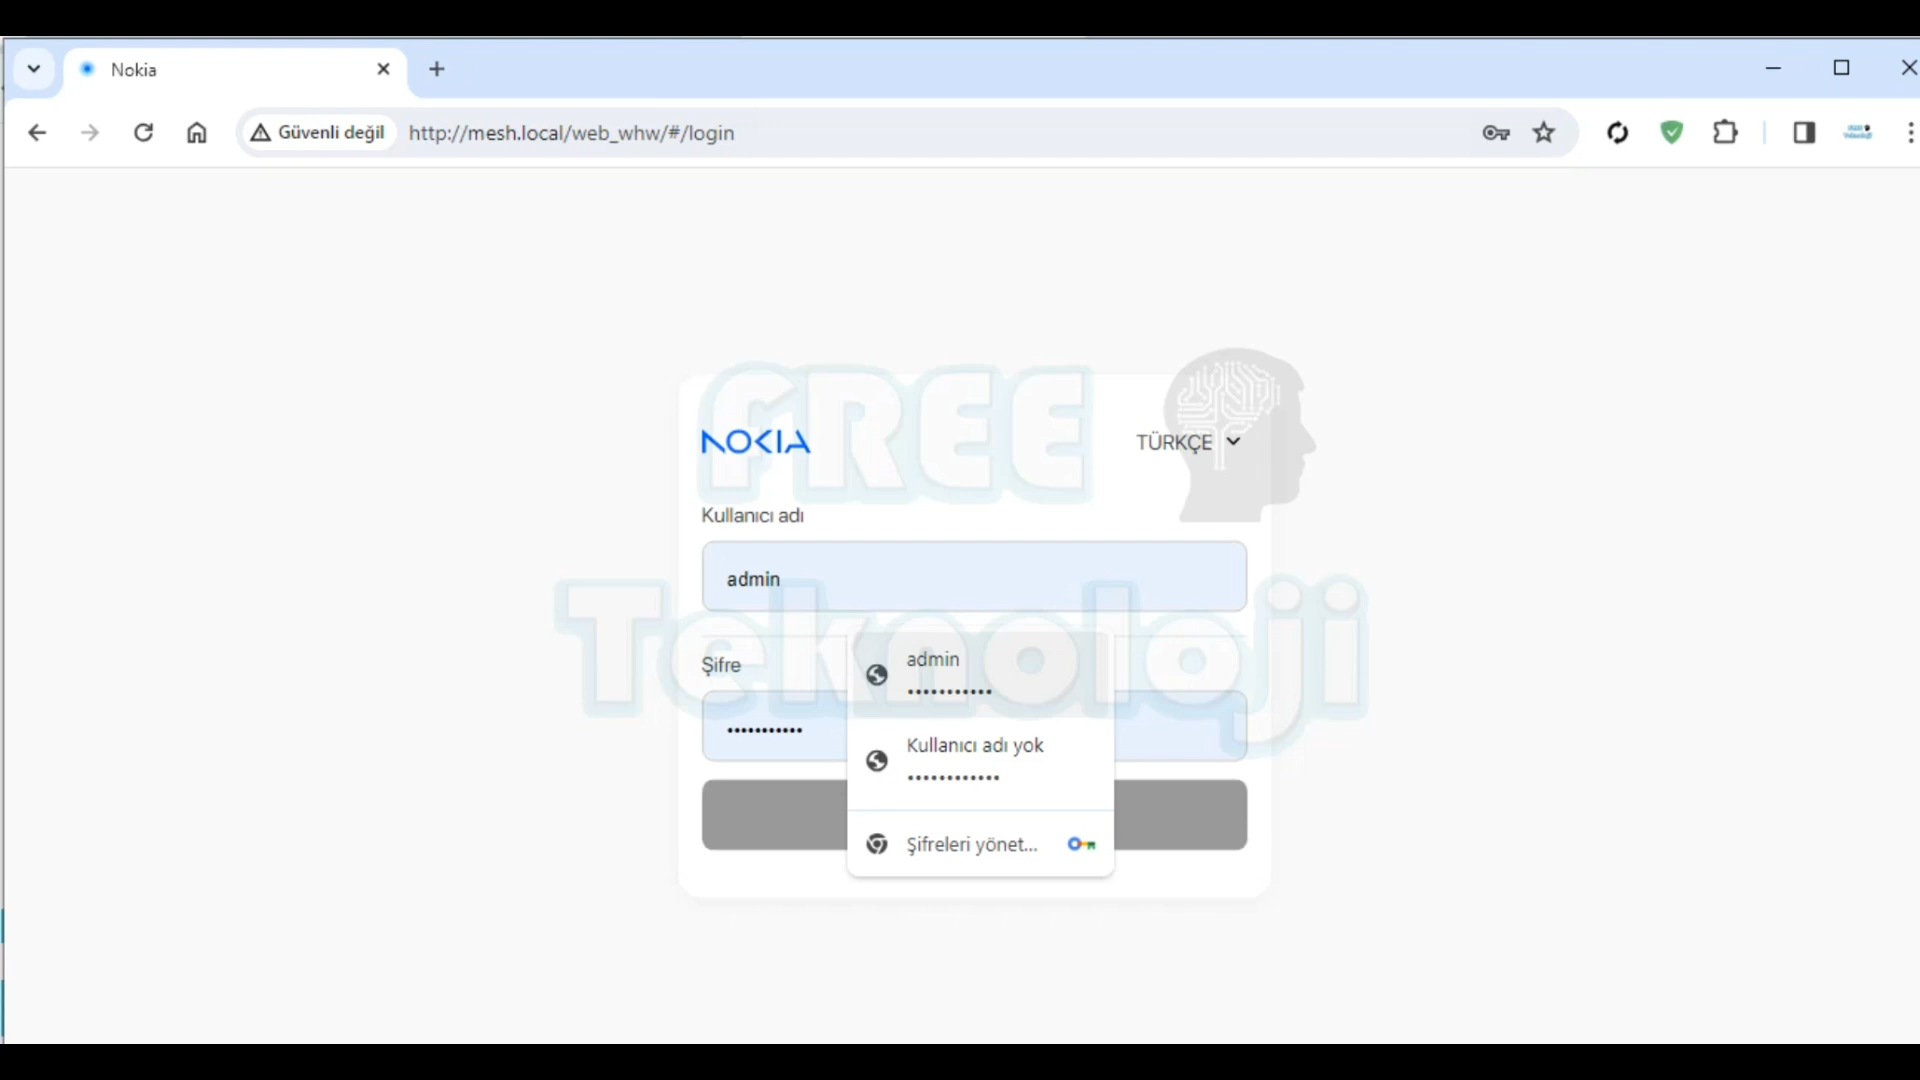 Nokia
Güvenli değil
http://mesh.local/web_whw/#/login
FREE
NOKIA
TÜRKÇE
Kullanıcı adı
admin
Teknoloji
Şifre
•••••••••••
admin
•••••••••••
Kullanıcı adı yok
••••••••••••
Şifreleri yönet...